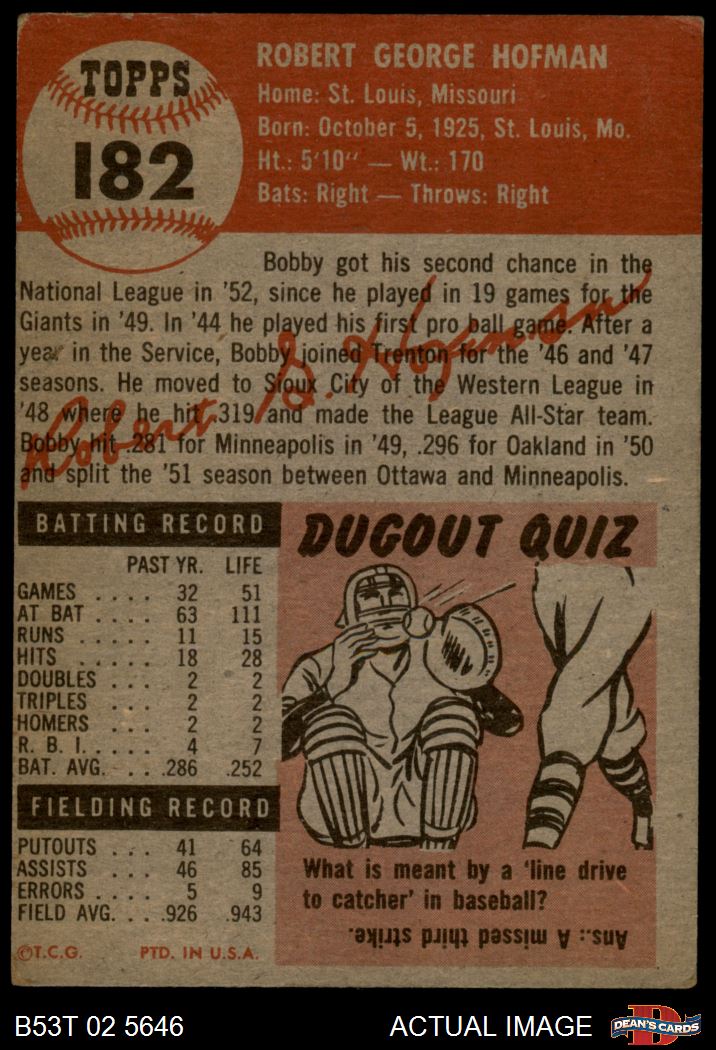 TOPPS
182
ROBERT GEORGE HOFMAN
Home: St. Louis, Missouri
Born: October 5, 1925, St. Louis, Mo.
Ht.: 5'10" — Wt.: 170
Bats: Right — Throws: Right
Bobby got his second chance in the
National League in '52, since he played in 19 games for the
Giants in '49. In '44 he played his first pro ball game. After a
year in the Service, Bobby joined Trenton for the '46 and '47
seasons. He moved to Sioux City of the Western League in
'48 where he hit .319 and made the League All-Star team.
Bobby hit .281 for Minneapolis in '49, .296 for Oakland in '50
and split the '51 season between Ottawa and Minneapolis.
Robert G. Hofman
BATTING RECORD
PAST YR. LIFE
GAMES .... 32 51
AT BAT .... 63 111
RUNS ..... 11 15
HITS ..... 18 28
DOUBLES ... 2 2
TRIPLES ... 2 2
HOMERS ... 2 2
R. B. I. .... 4 7
BAT. AVG. .. .286 .252
FIELDING RECORD
PUTOUTS ... 41 64
ASSISTS ... 46 85
ERRORS ... 5 9
FIELD AVG. .. .926 .943
©T.C.G. PTD. IN U.S.A.
DUGOUT QUIZ
What is meant by a 'line drive
to catcher' in baseball?
Ans.: A missed third strike.
B53T 02 5646 ACTUAL IMAGE DEAN'S CARDS